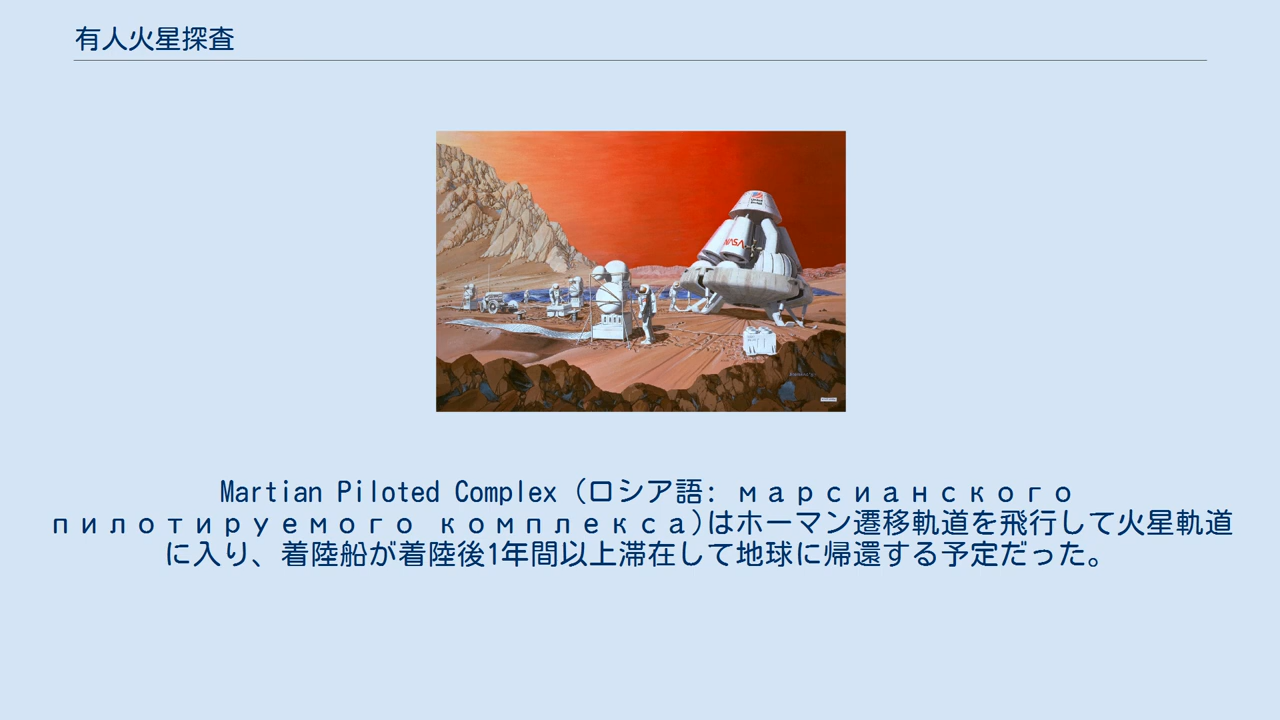 有人火星探査
NASA
Martian Piloted Complex (ロシア語: марсианского
пилотируемого комплекса)はホーマン遷移軌道を飛行して火星軌道
に入り、着陸船が着陸後1年間以上滞在して地球に帰還する予定だった。